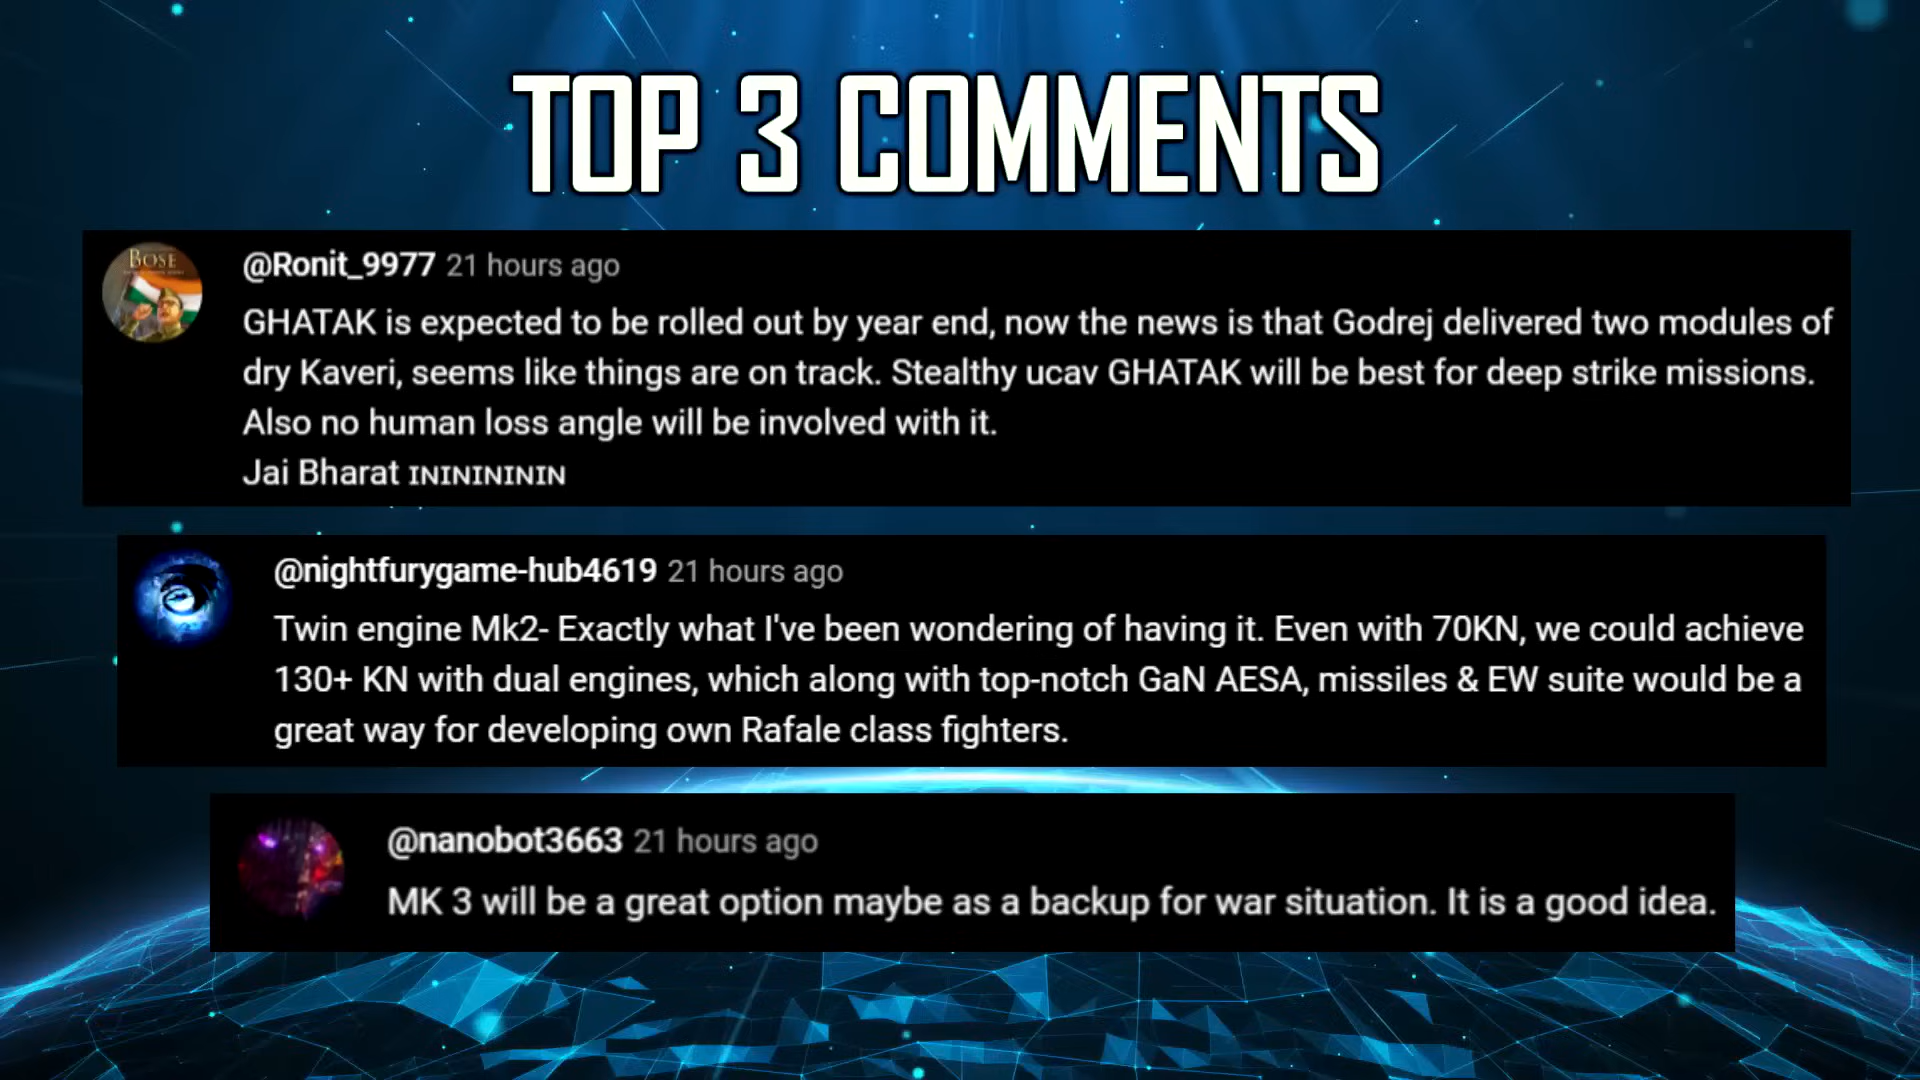 TOP 3 COMMENTS
BOSE
@Ronit_9977 21 hours ago
GHATAK is expected to be rolled out by year end, now the news is that Godrej delivered two modules of
dry Kaveri, seems like things are on track. Stealthy ucav GHATAK will be best for deep strike missions.
Also no human loss angle will be involved with it.
Jai Bharat ɪɴɪɴɪɴɪɴɪɴ
@nightfurygame-hub4619 21 hours ago
Twin engine Mk2- Exactly what I've been wondering of having it. Even with 70KN, we could achieve
130+ KN with dual engines, which along with top-notch GaN AESA, missiles & EW suite would be a
great way for developing own Rafale class fighters.
@nanobot3663 21 hours ago
MK 3 will be a great option maybe as a backup for war situation. It is a good idea.